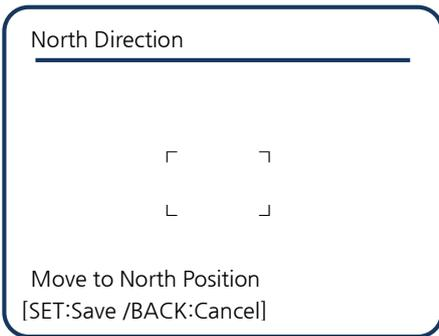 North Direction
Move to North Position
[SET:Save /BACK:Cancel]